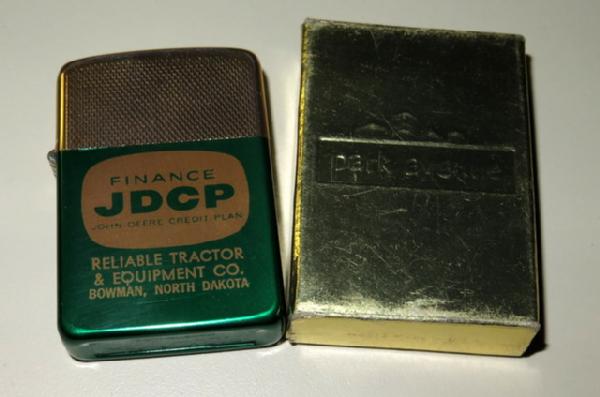 FINANCE
JDCP
JOHN DEERE CREDIT PLAN
RELIABLE TRACTOR
& EQUIPMENT CO.
BOWMAN, NORTH DAKOTA
park avenue